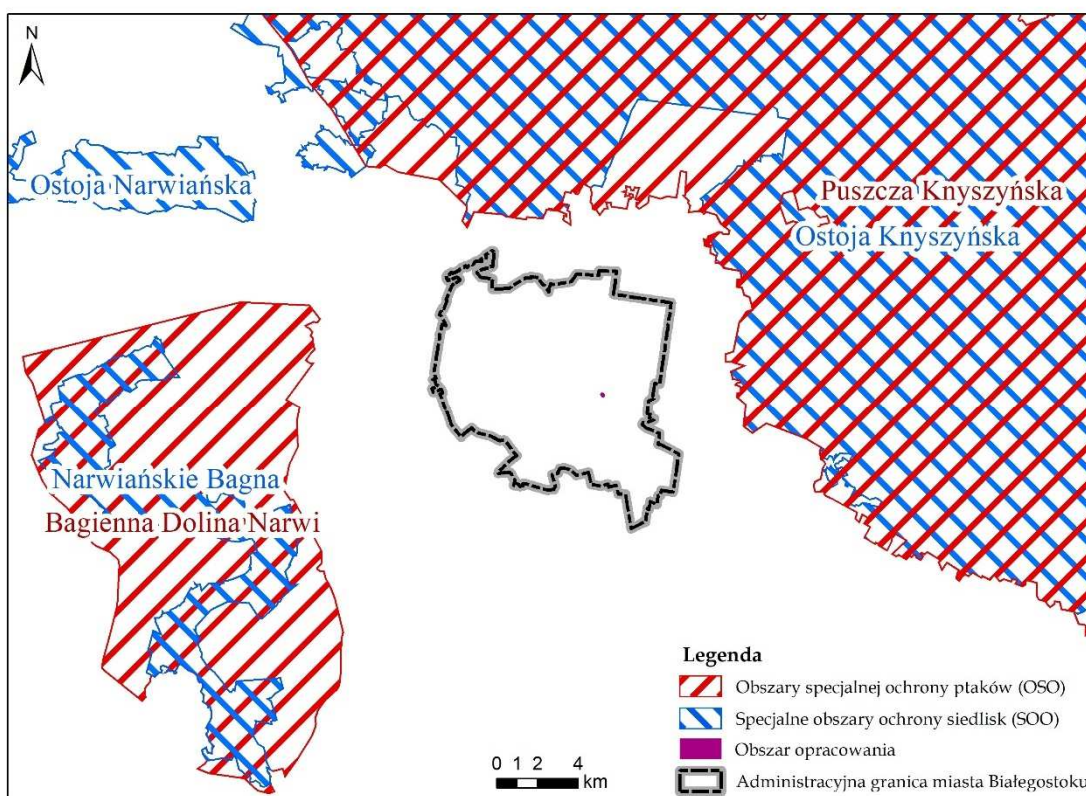 N
Ostoja Narwiańska
Puszcza Knyszyńska
Ostoja Knyszyńska
Narwiańskie Bagna
Bagienna Dolina Narwi
Legenda
Obszary specjalnej ochrony ptaków (OSO)
Specjalne obszary ochrony siedlisk (SOO)
Obszar opracowania
Administracyjna granica miasta Białegostoku
0 1 2 4
km